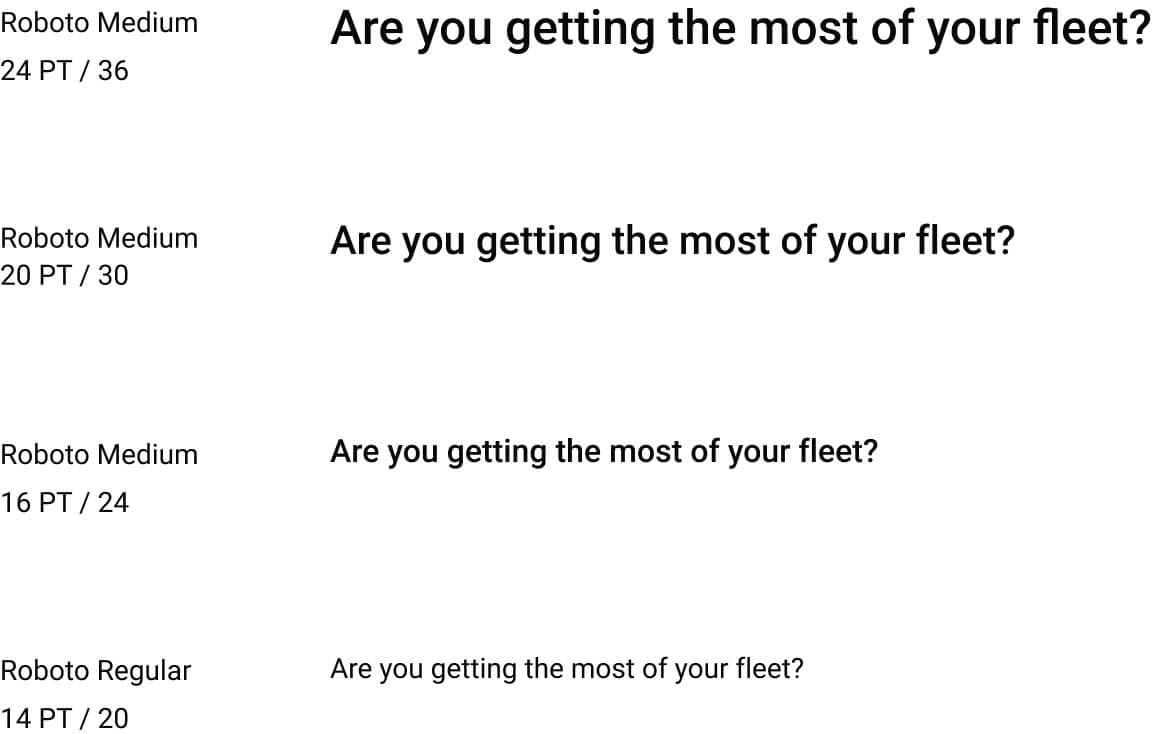 Roboto Medium
24 PT / 36
Are you getting the most of your fleet?
Roboto Medium
20 PT / 30
Are you getting the most of your fleet?
Roboto Medium
16 PT / 24
Are you getting the most of your fleet?
Roboto Regular
14 PT / 20
Are you getting the most of your fleet?